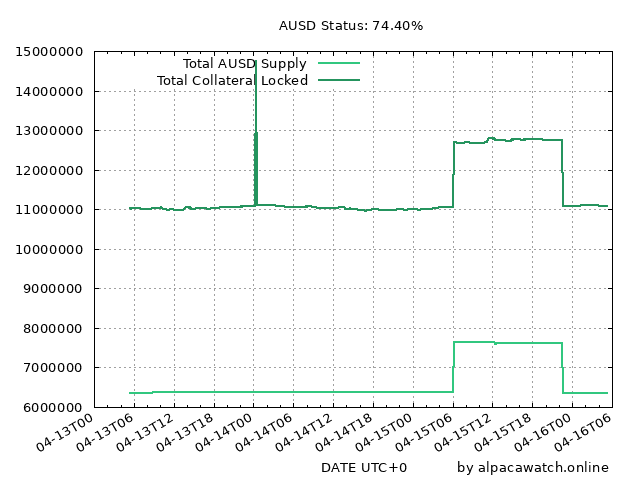 AUSD Status: 74.40%
15000000
14000000
13000000
12000000
11000000
10000000
9000000
8000000
7000000
6000000
Total AUSD Supply
Total Collateral Locked
04-13T00
04-13T06
04-13T12
04-13T18
04-14T00
04-14T06
04-14T12
04-14T18
04-15T00
04-15T06
04-15T12
04-15T18
04-16T00
04-16T06
DATE UTC+0
by alpacawatch.online